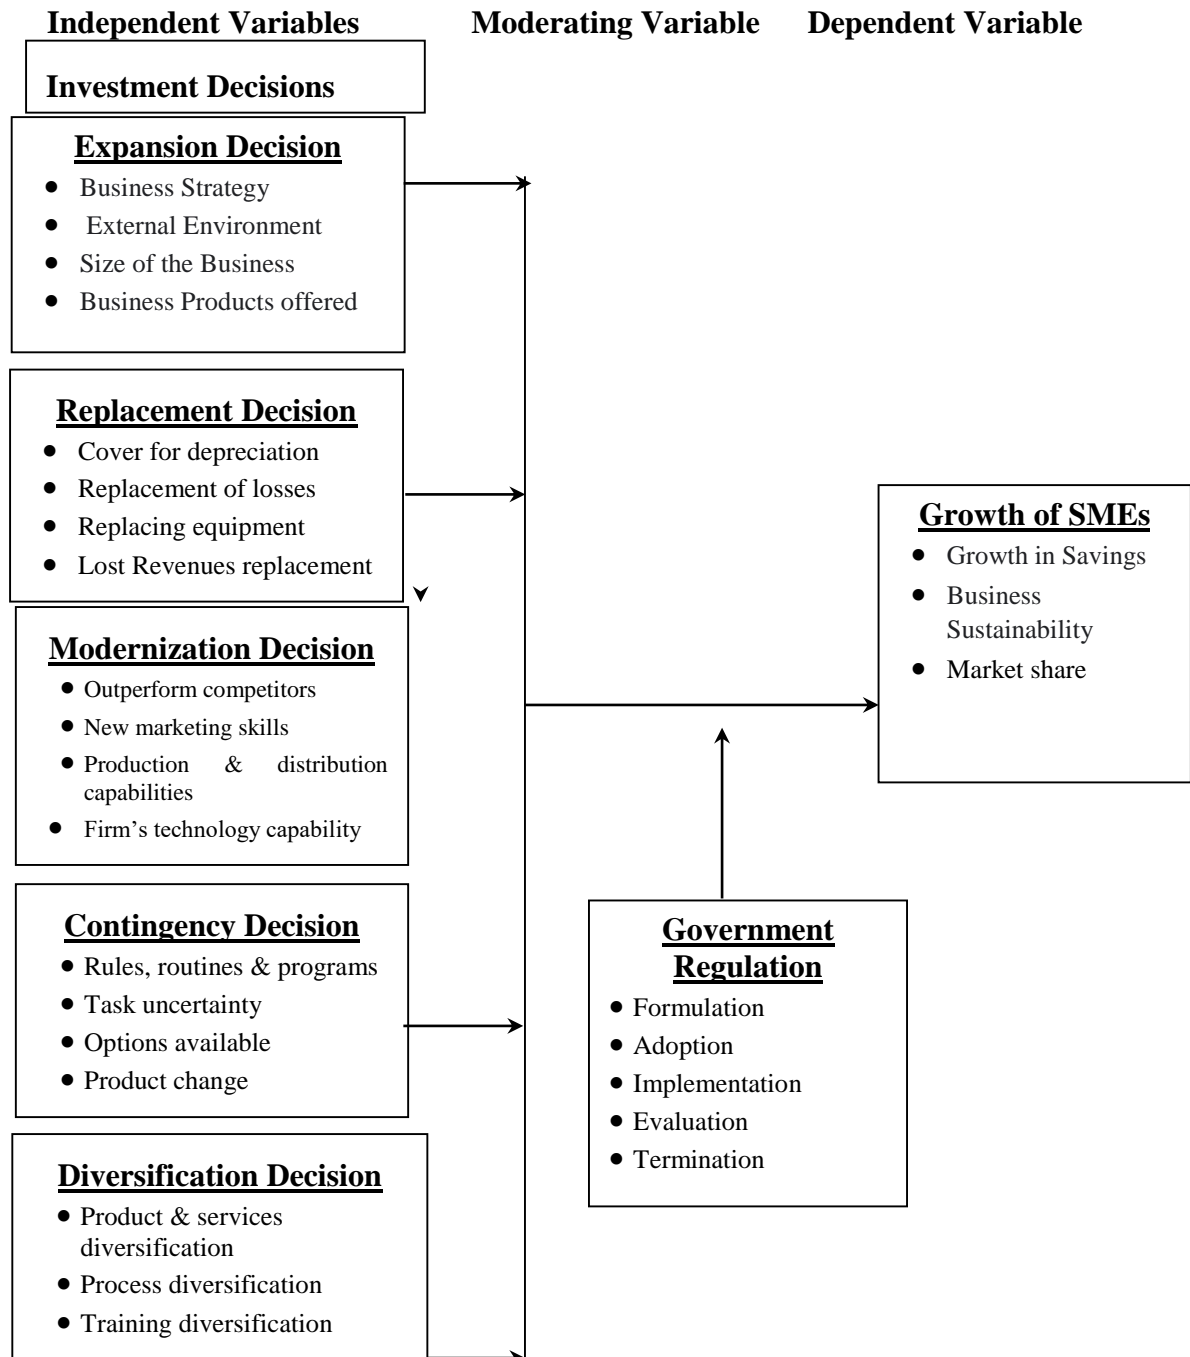 Independent Variables Moderating Variable Dependent Variable
Investment Decisions
Expansion Decision
• Business Strategy
• External Environment
• Size of the Business
• Business Products offered
Replacement Decision
• Cover for depreciation
• Replacement of losses
• Replacing equipment
• Lost Revenues replacement
Modernization Decision
• Outperform competitors
• New marketing skills
• Production & distribution
capabilities
• Firm’s technology capability
Contingency Decision
• Rules, routines & programs
• Task uncertainty
• Options available
• Product change
Diversification Decision
• Product & services
diversification
• Process diversification
• Training diversification
Government
Regulation
• Formulation
• Adoption
• Implementation
• Evaluation
• Termination
Growth of SMEs
• Growth in Savings
• Business
Sustainability
• Market share